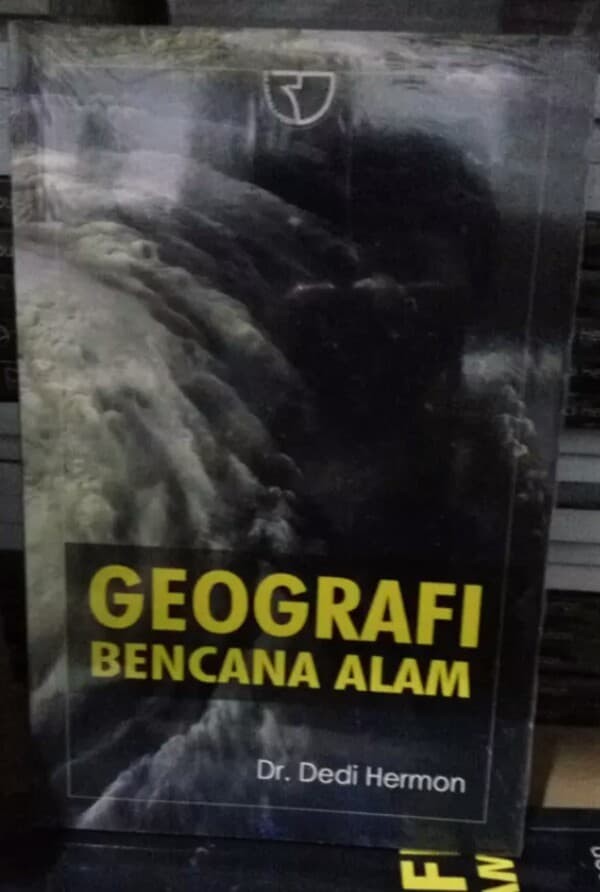 GEOGRAFI
BENCANA ALAM
Dr. Dedi Hermon